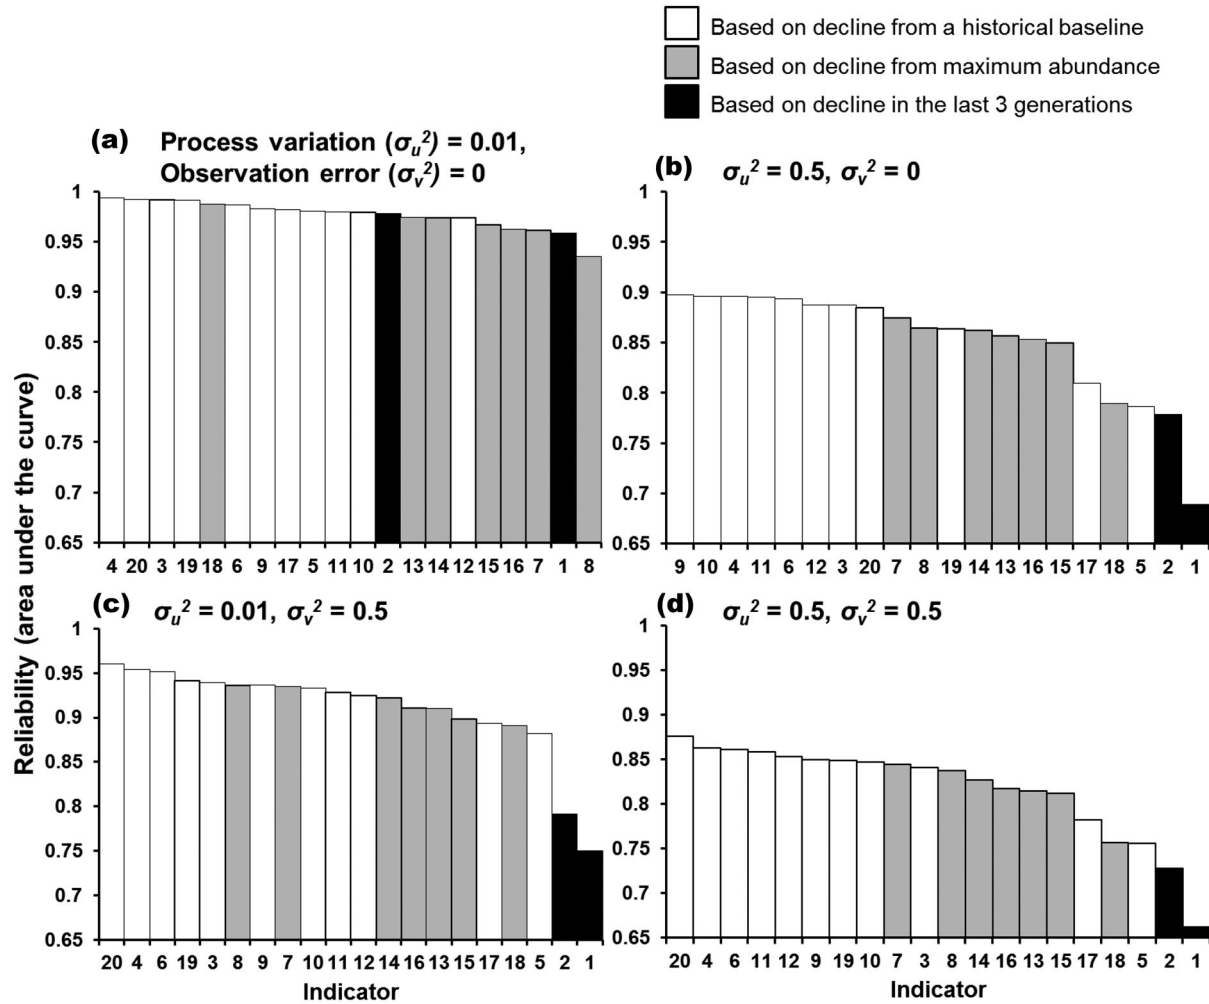 Based on decline from a historical baseline
Based on decline from maximum abundance
Based on decline in the last 3 generations
(a) Process variation (σu²) = 0.01,
Observation error (σv²) = 0
(b) σu² = 0.5, σv² = 0
Reliability (area under the curve)
1
0.95
0.9
0.85
0.8
0.75
0.7
0.65
4 20 3 19 18 6 9 17 5 11 10 2 13 14 12 15 16 7 1 8
1
0.95
0.9
0.85
0.8
0.75
0.7
0.65
9 10 4 11 6 12 3 20 7 8 19 14 13 16 15 17 18 5 2 1
(c) σu² = 0.01, σv² = 0.5
(d) σu² = 0.5, σv² = 0.5
1
0.95
0.9
0.85
0.8
0.75
0.7
0.65
20 4 6 19 3 8 9 7 10 11 12 14 16 13 15 17 18 5 2 1
Indicator
1
0.95
0.9
0.85
0.8
0.75
0.7
0.65
20 4 6 11 12 9 19 10 7 3 8 14 16 13 15 17 18 5 2 1
Indicator